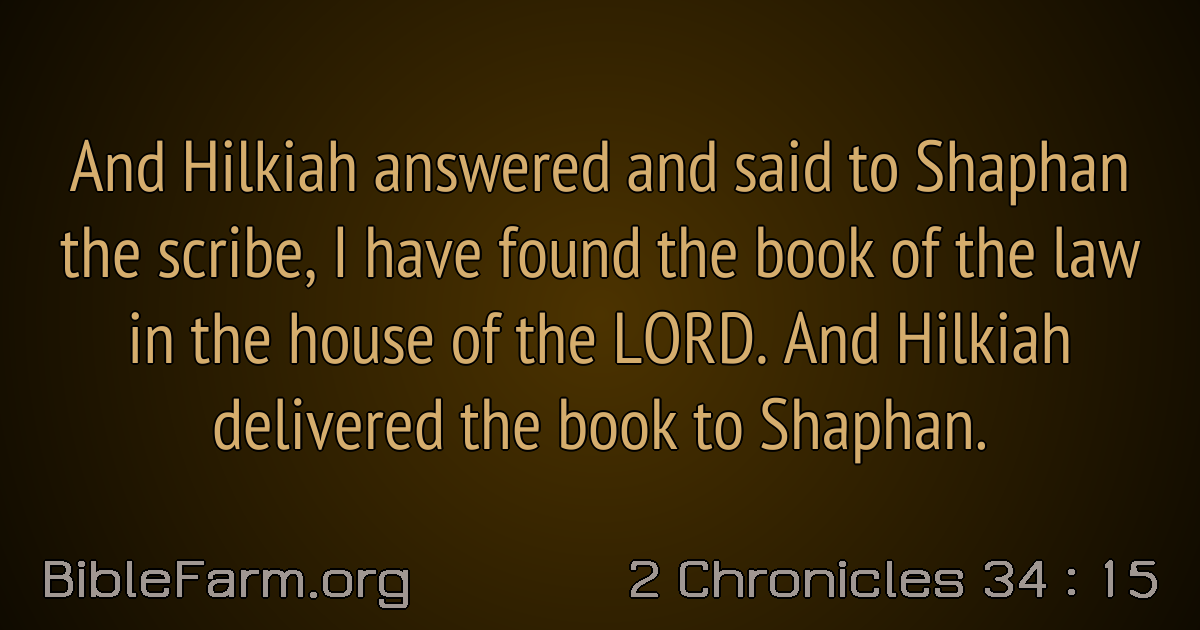 And Hilkiah answered and said to Shaphan
the scribe, I have found the book of the law
in the house of the LORD. And Hilkiah
delivered the book to Shaphan.
BibleFarm.org
2 Chronicles 34 : 15